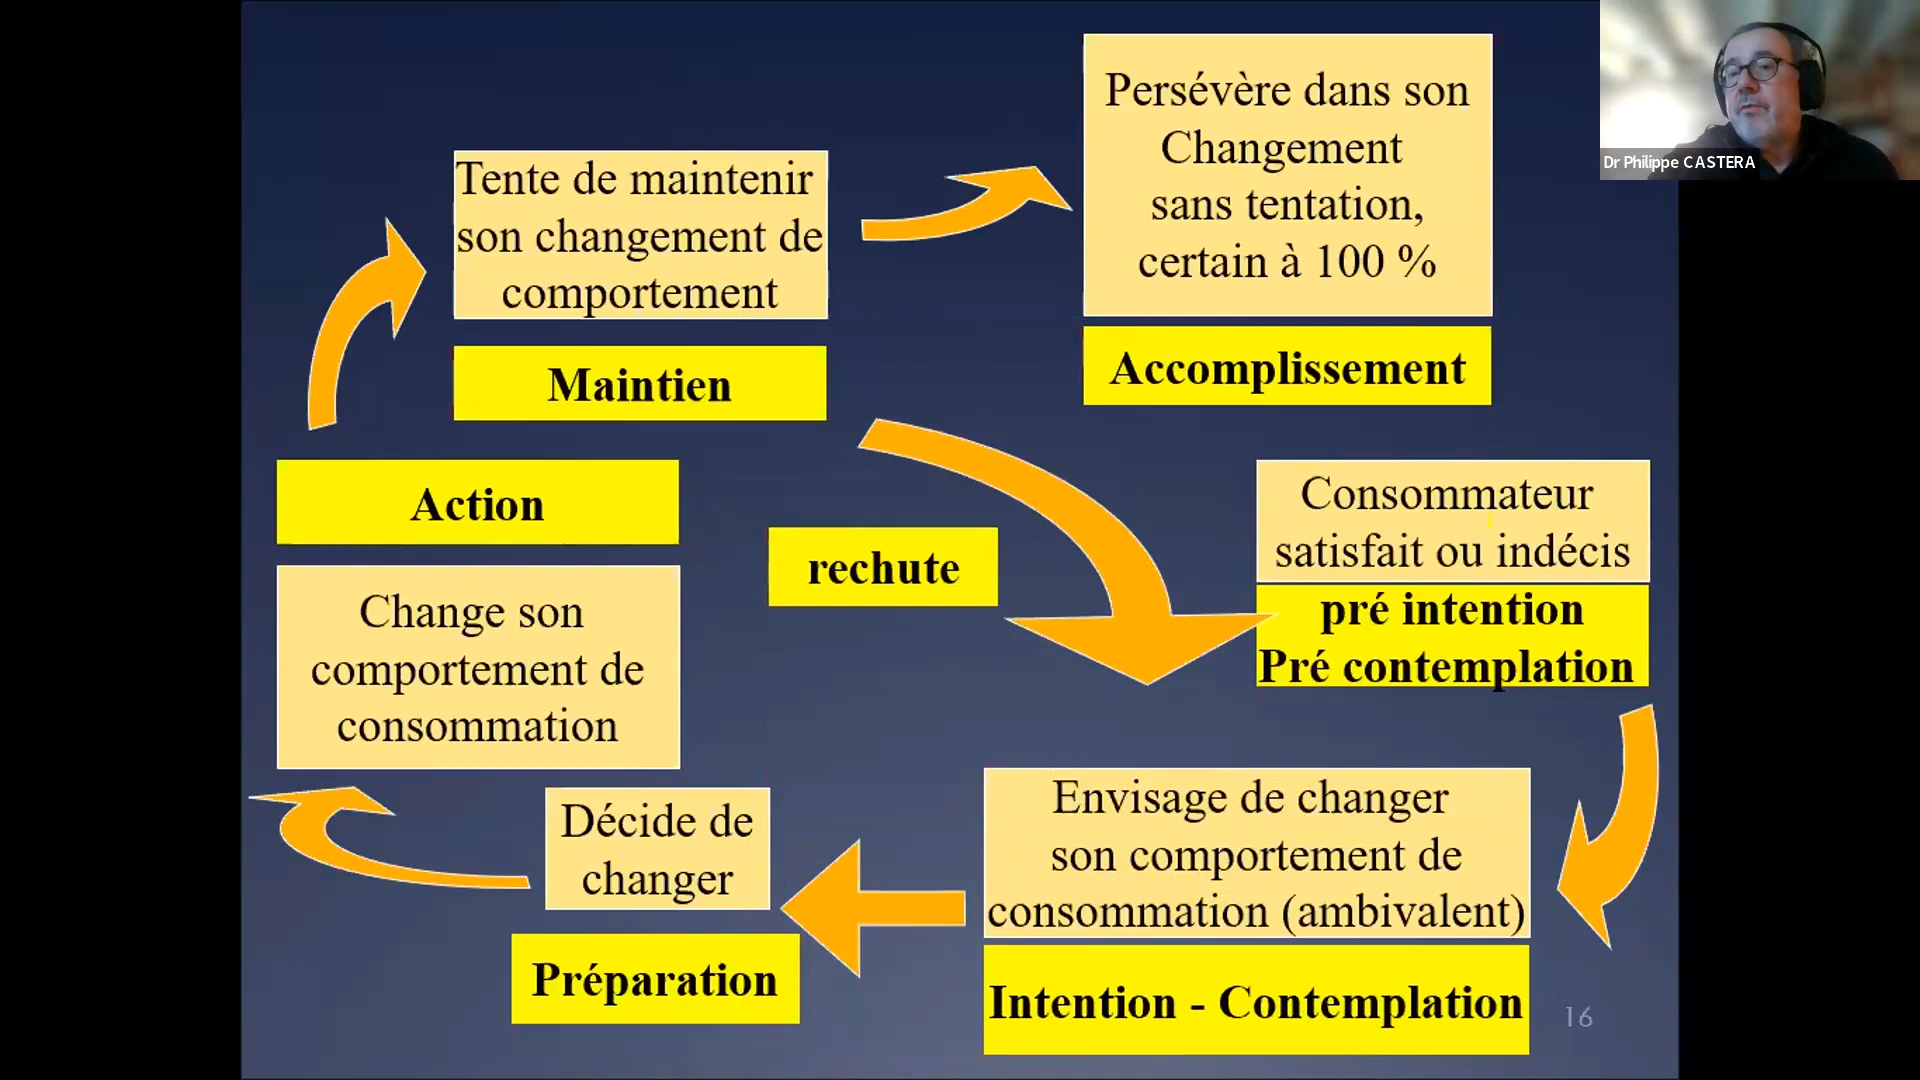 Persévère dans son
Changement
sans tentation,
certain à 100 %
Accomplissement
Dr Philippe CASTERA
Tente de maintenir
son changement de
comportement
Maintien
Action
Change son
comportement de
consommation
rechute
Consommateur
satisfait ou indécis
pré intention
Pré contemplation
Décide de
changer
Préparation
Envisage de changer
son comportement de
consommation (ambivalent)
Intention - Contemplation
16